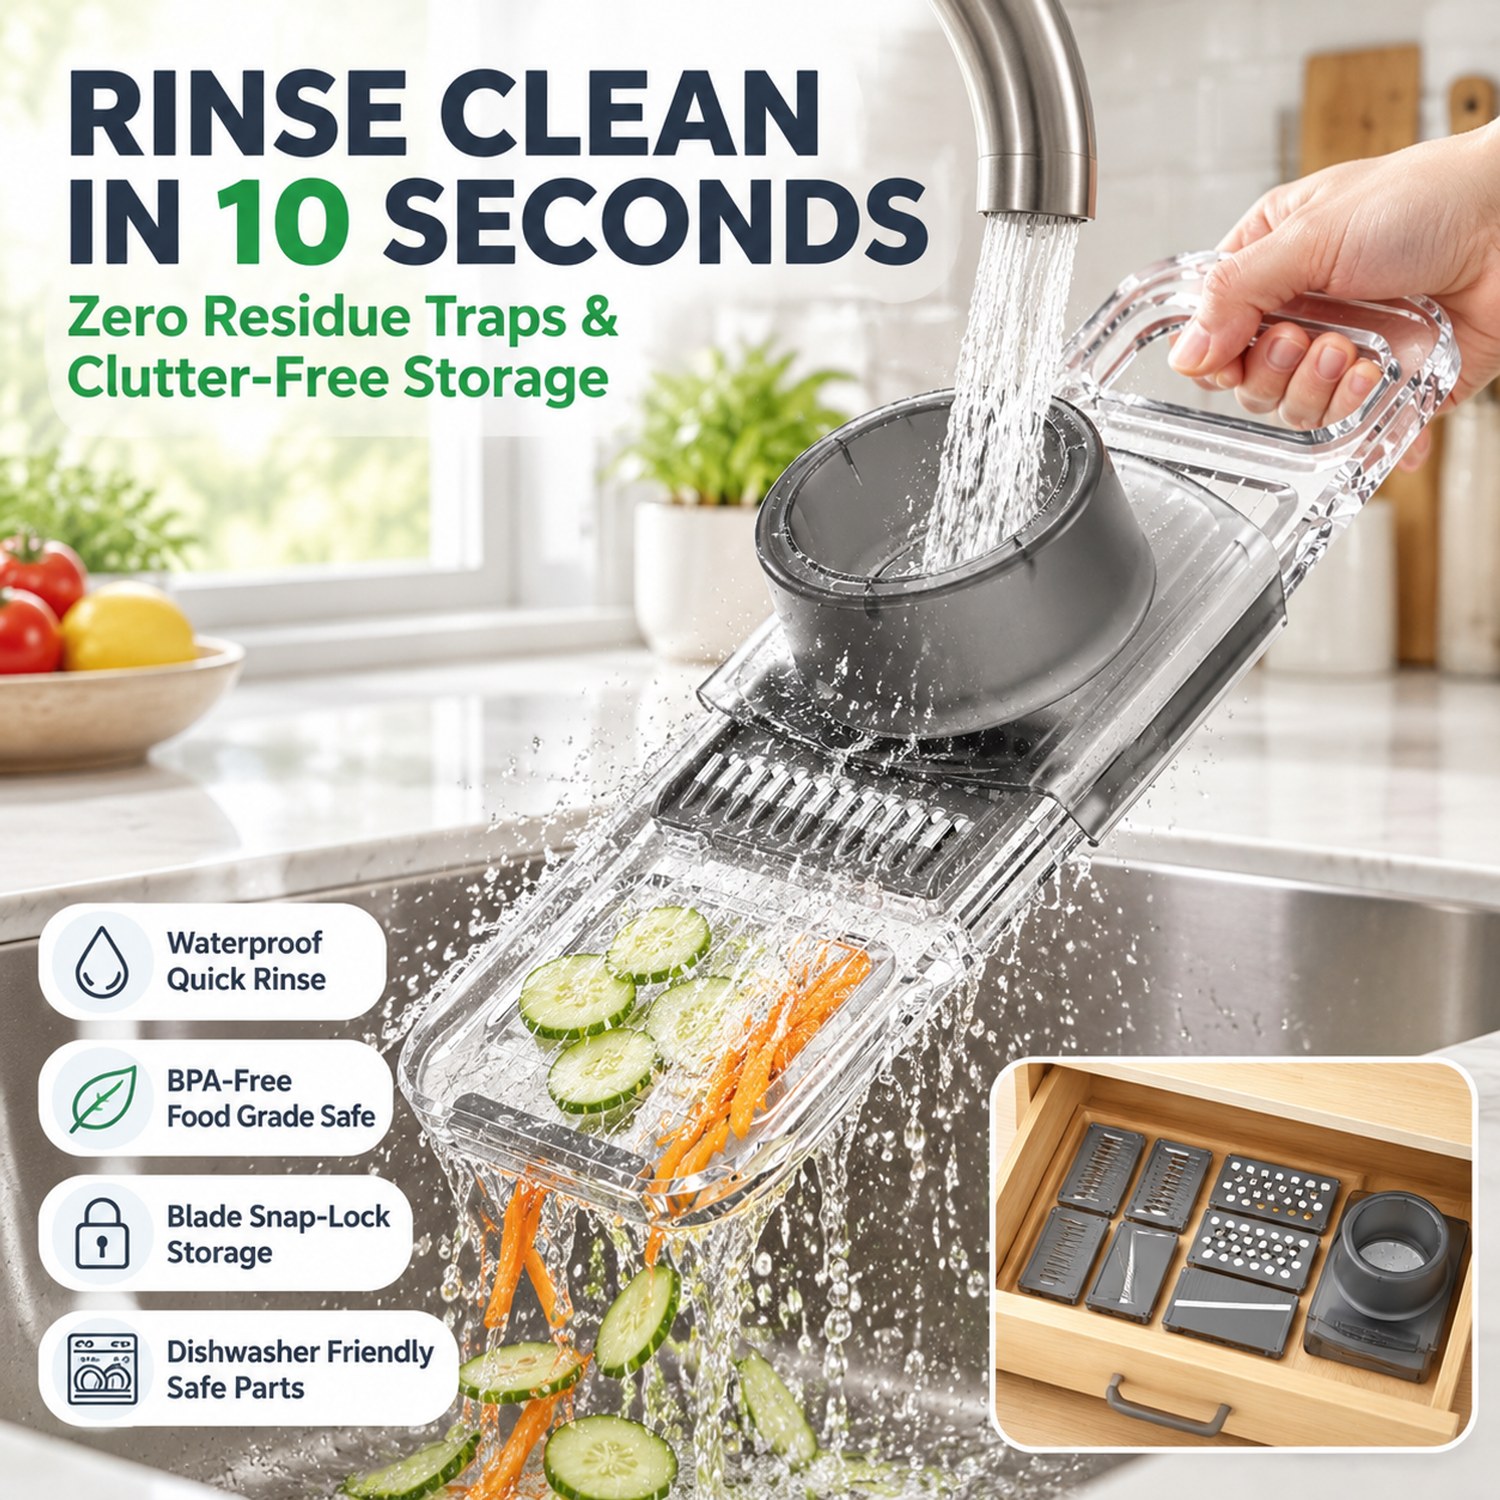 RINSE CLEAN
IN 10 SECONDS
Zero Residue Traps &
Clutter-Free Storage
Waterproof
Quick Rinse
BPA-Free
Food Grade Safe
Blade Snap-Lock
Storage
Dishwasher Friendly
Safe Parts